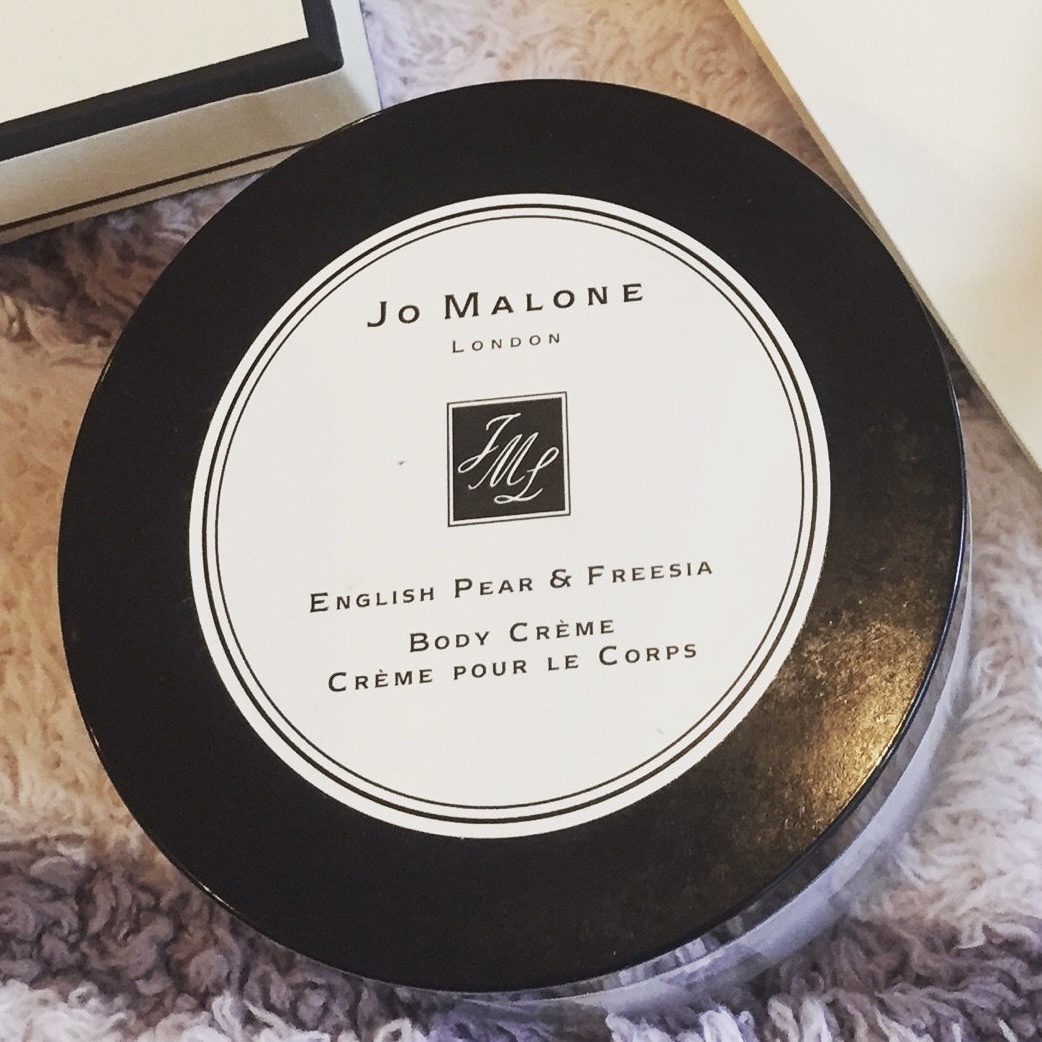 Jo Malone
London
JML
English Pear & Freesia
Body Crème
Crème pour le Corps